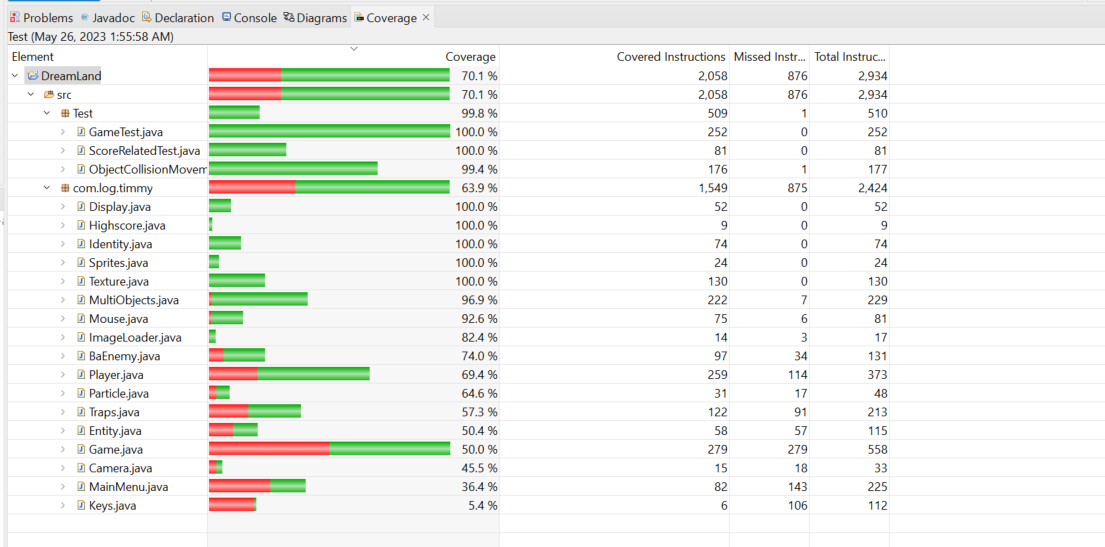 Problems Javadoc Declaration Console Diagrams Coverage
Test (May 26, 2023 1:55:58 AM)
Element Coverage Covered Instructions Missed Instr... Total Instruc...
DreamLand 70.1 % 2,058 876 2,934
src 70.1 % 2,058 876 2,934
Test 99.8 % 509 1 510
GameTest.java 100.0 % 252 0 252
ScoreRelatedTest.java 100.0 % 81 0 81
ObjectCollisionMovem 99.4 % 176 1 177
com.log.timmy 63.9 % 1,549 875 2,424
Display.java 100.0 % 52 0 52
Highscore.java 100.0 % 9 0 9
Identity.java 100.0 % 74 0 74
Sprites.java 100.0 % 24 0 24
Texture.java 100.0 % 130 0 130
MultiObjects.java 96.9 % 222 7 229
Mouse.java 92.6 % 75 6 81
ImageLoader.java 82.4 % 14 3 17
BaEnemy.java 74.0 % 97 34 131
Player.java 69.4 % 259 114 373
Particle.java 64.6 % 31 17 48
Traps.java 57.3 % 122 91 213
Entity.java 50.4 % 58 57 115
Game.java 50.0 % 279 279 558
Camera.java 45.5 % 15 18 33
MainMenu.java 36.4 % 82 143 225
Keys.java 5.4 % 6 106 112